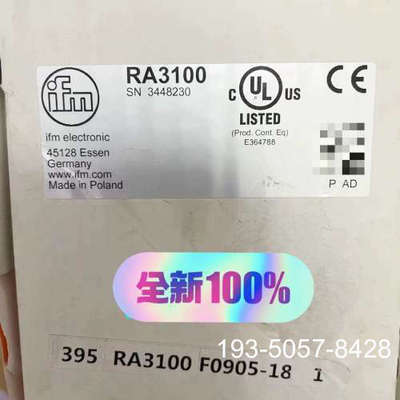 ifm
ifm electronic
45128 Essen
www.ifm.com
Made in Poland
RA3100
SN 3448230
C UL US
LISTED
(Prod. Cont. Eq)
E364788
CE
P AD
全新100%
193-5057-8428
395 RA3100 F0905-18 1